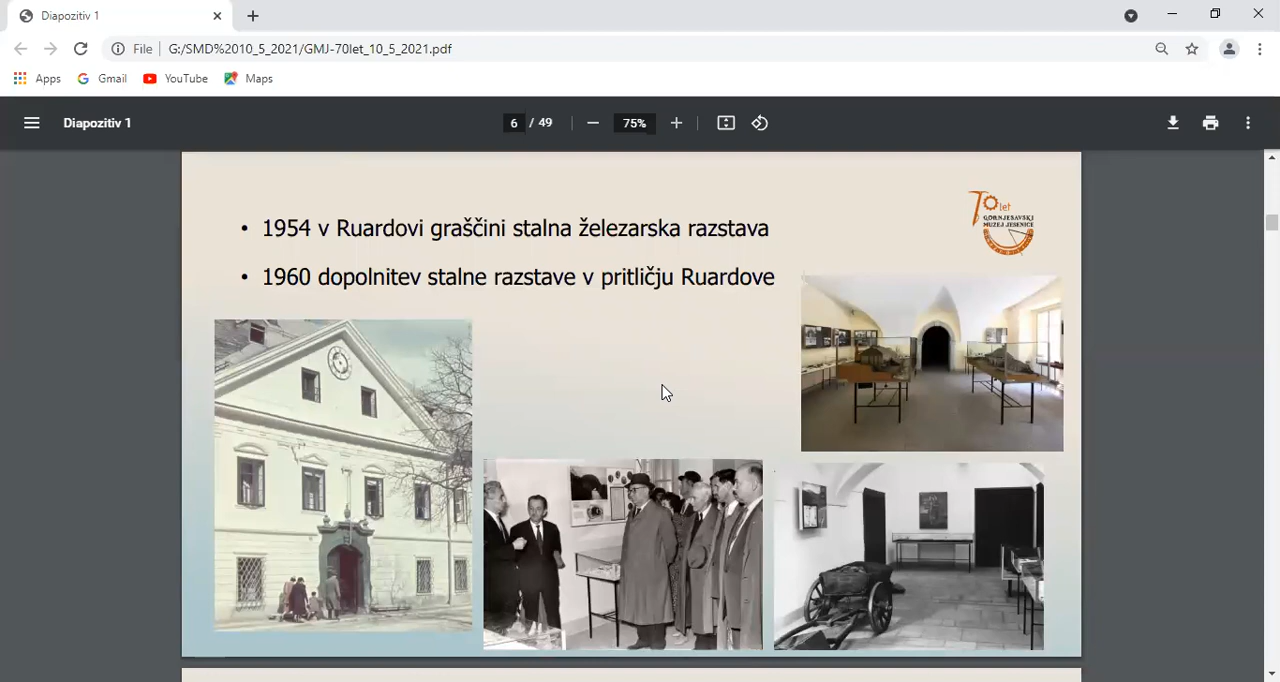 Diapozitiv 1
File G:/SMD%2010_5_2021/GMJ-70let_10_5_2021.pdf
Apps Gmail YouTube Maps
Diapozitiv 1 6 / 49 75%
• 1954 v Ruardovi graščini stalna železarska razstava
• 1960 dopolnitev stalne razstave v pritličju Ruardove
70 let
GORNJESAVSKI
MUZEJ JESENICE